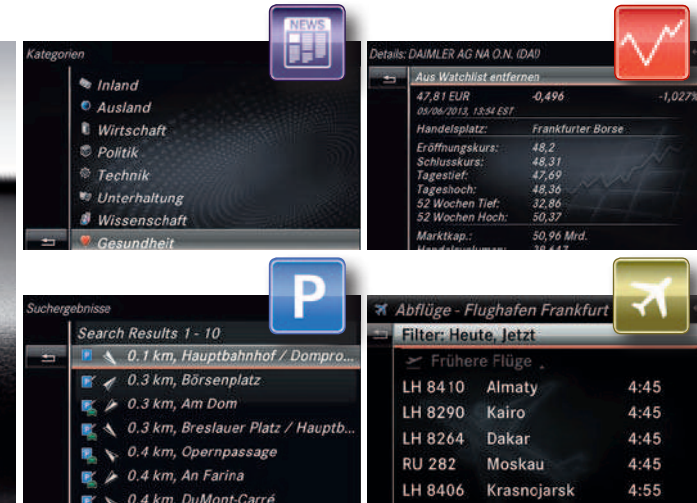 Kategorien
NEWS
Inland
Ausland
Wirtschaft
Politik
Technik
Unterhaltung
Wissenschaft
Gesundheit
Details: DAIMLER AG NA O.N. (DAI)
Aus Watchlist entfernen
47,81 EUR -0,496 -1,027%
05/06/2013, 13:54 EST
Handelsplatz: Frankfurter Borse
Eröffnungskurs: 48,2
Schlusskurs: 48,31
Tagestief: 47,69
Tageshoch: 48,36
52 Wochen Tief: 32,86
52 Wochen Hoch: 50,37
Marktkap.: 50,96 Mrd.
Suchergebnisse
P
Search Results 1 - 10
0.1 km, Hauptbahnhof / Dompro...
0.3 km, Börsenplatz
0.3 km, Am Dom
0.3 km, Breslauer Platz / Hauptb...
0.4 km, Opernpassage
0.4 km, An Farina
0.4 km, DuMont-Carré
Abflüge - Flughafen Frankfurt
Filter: Heute, Jetzt
Frühere Flüge
LH 8410 Almaty 4:45
LH 8290 Kairo 4:45
LH 8264 Dakar 4:45
RU 282 Moskau 4:45
LH 8406 Krasnojarsk 4:55